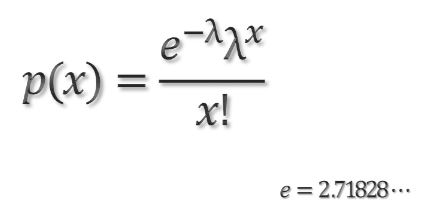 p(x) = e^{-λ}λ^x / x!
e = 2.71828⋯